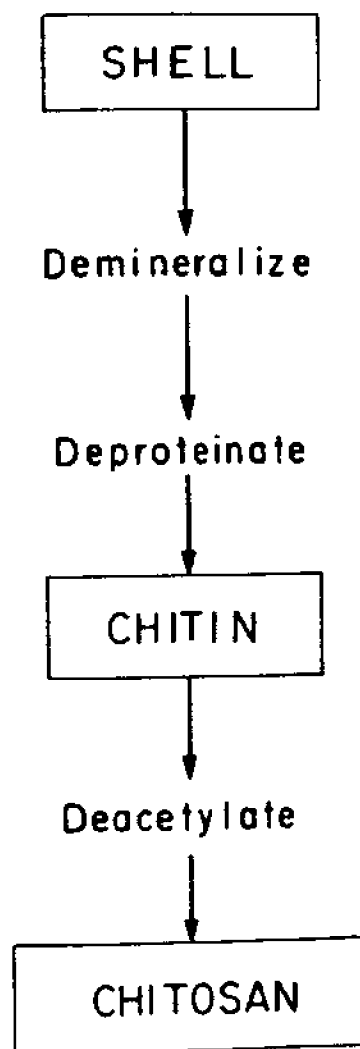 SHELL
Demineralize
Deproteinate
CHITIN
Deacetylate
CHITOSAN